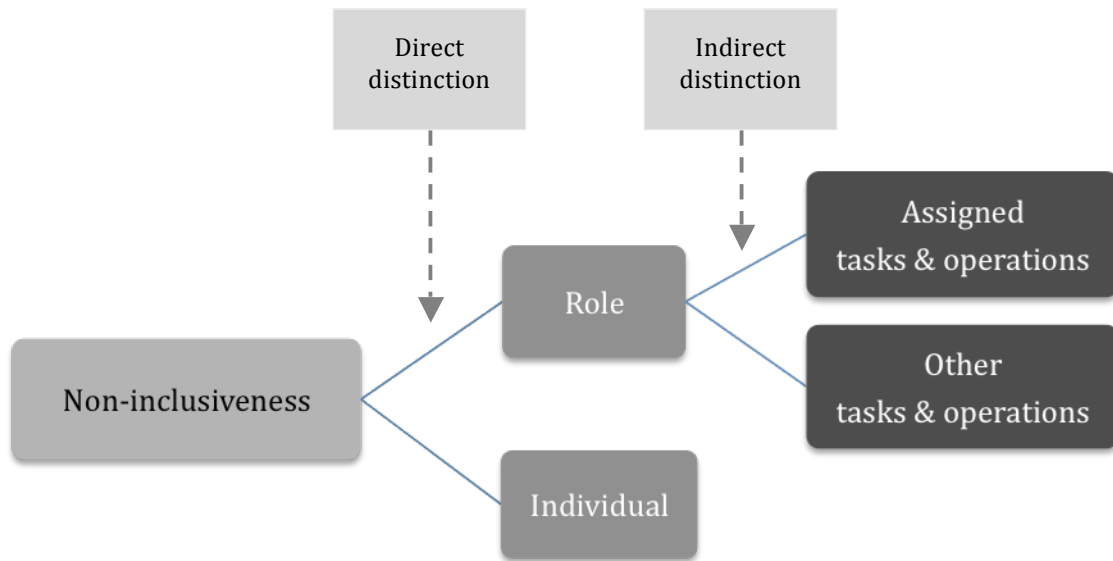 Direct
distinction
Indirect
distinction
Assigned
tasks & operations
Role
Other
tasks & operations
Non-inclusiveness
Individual